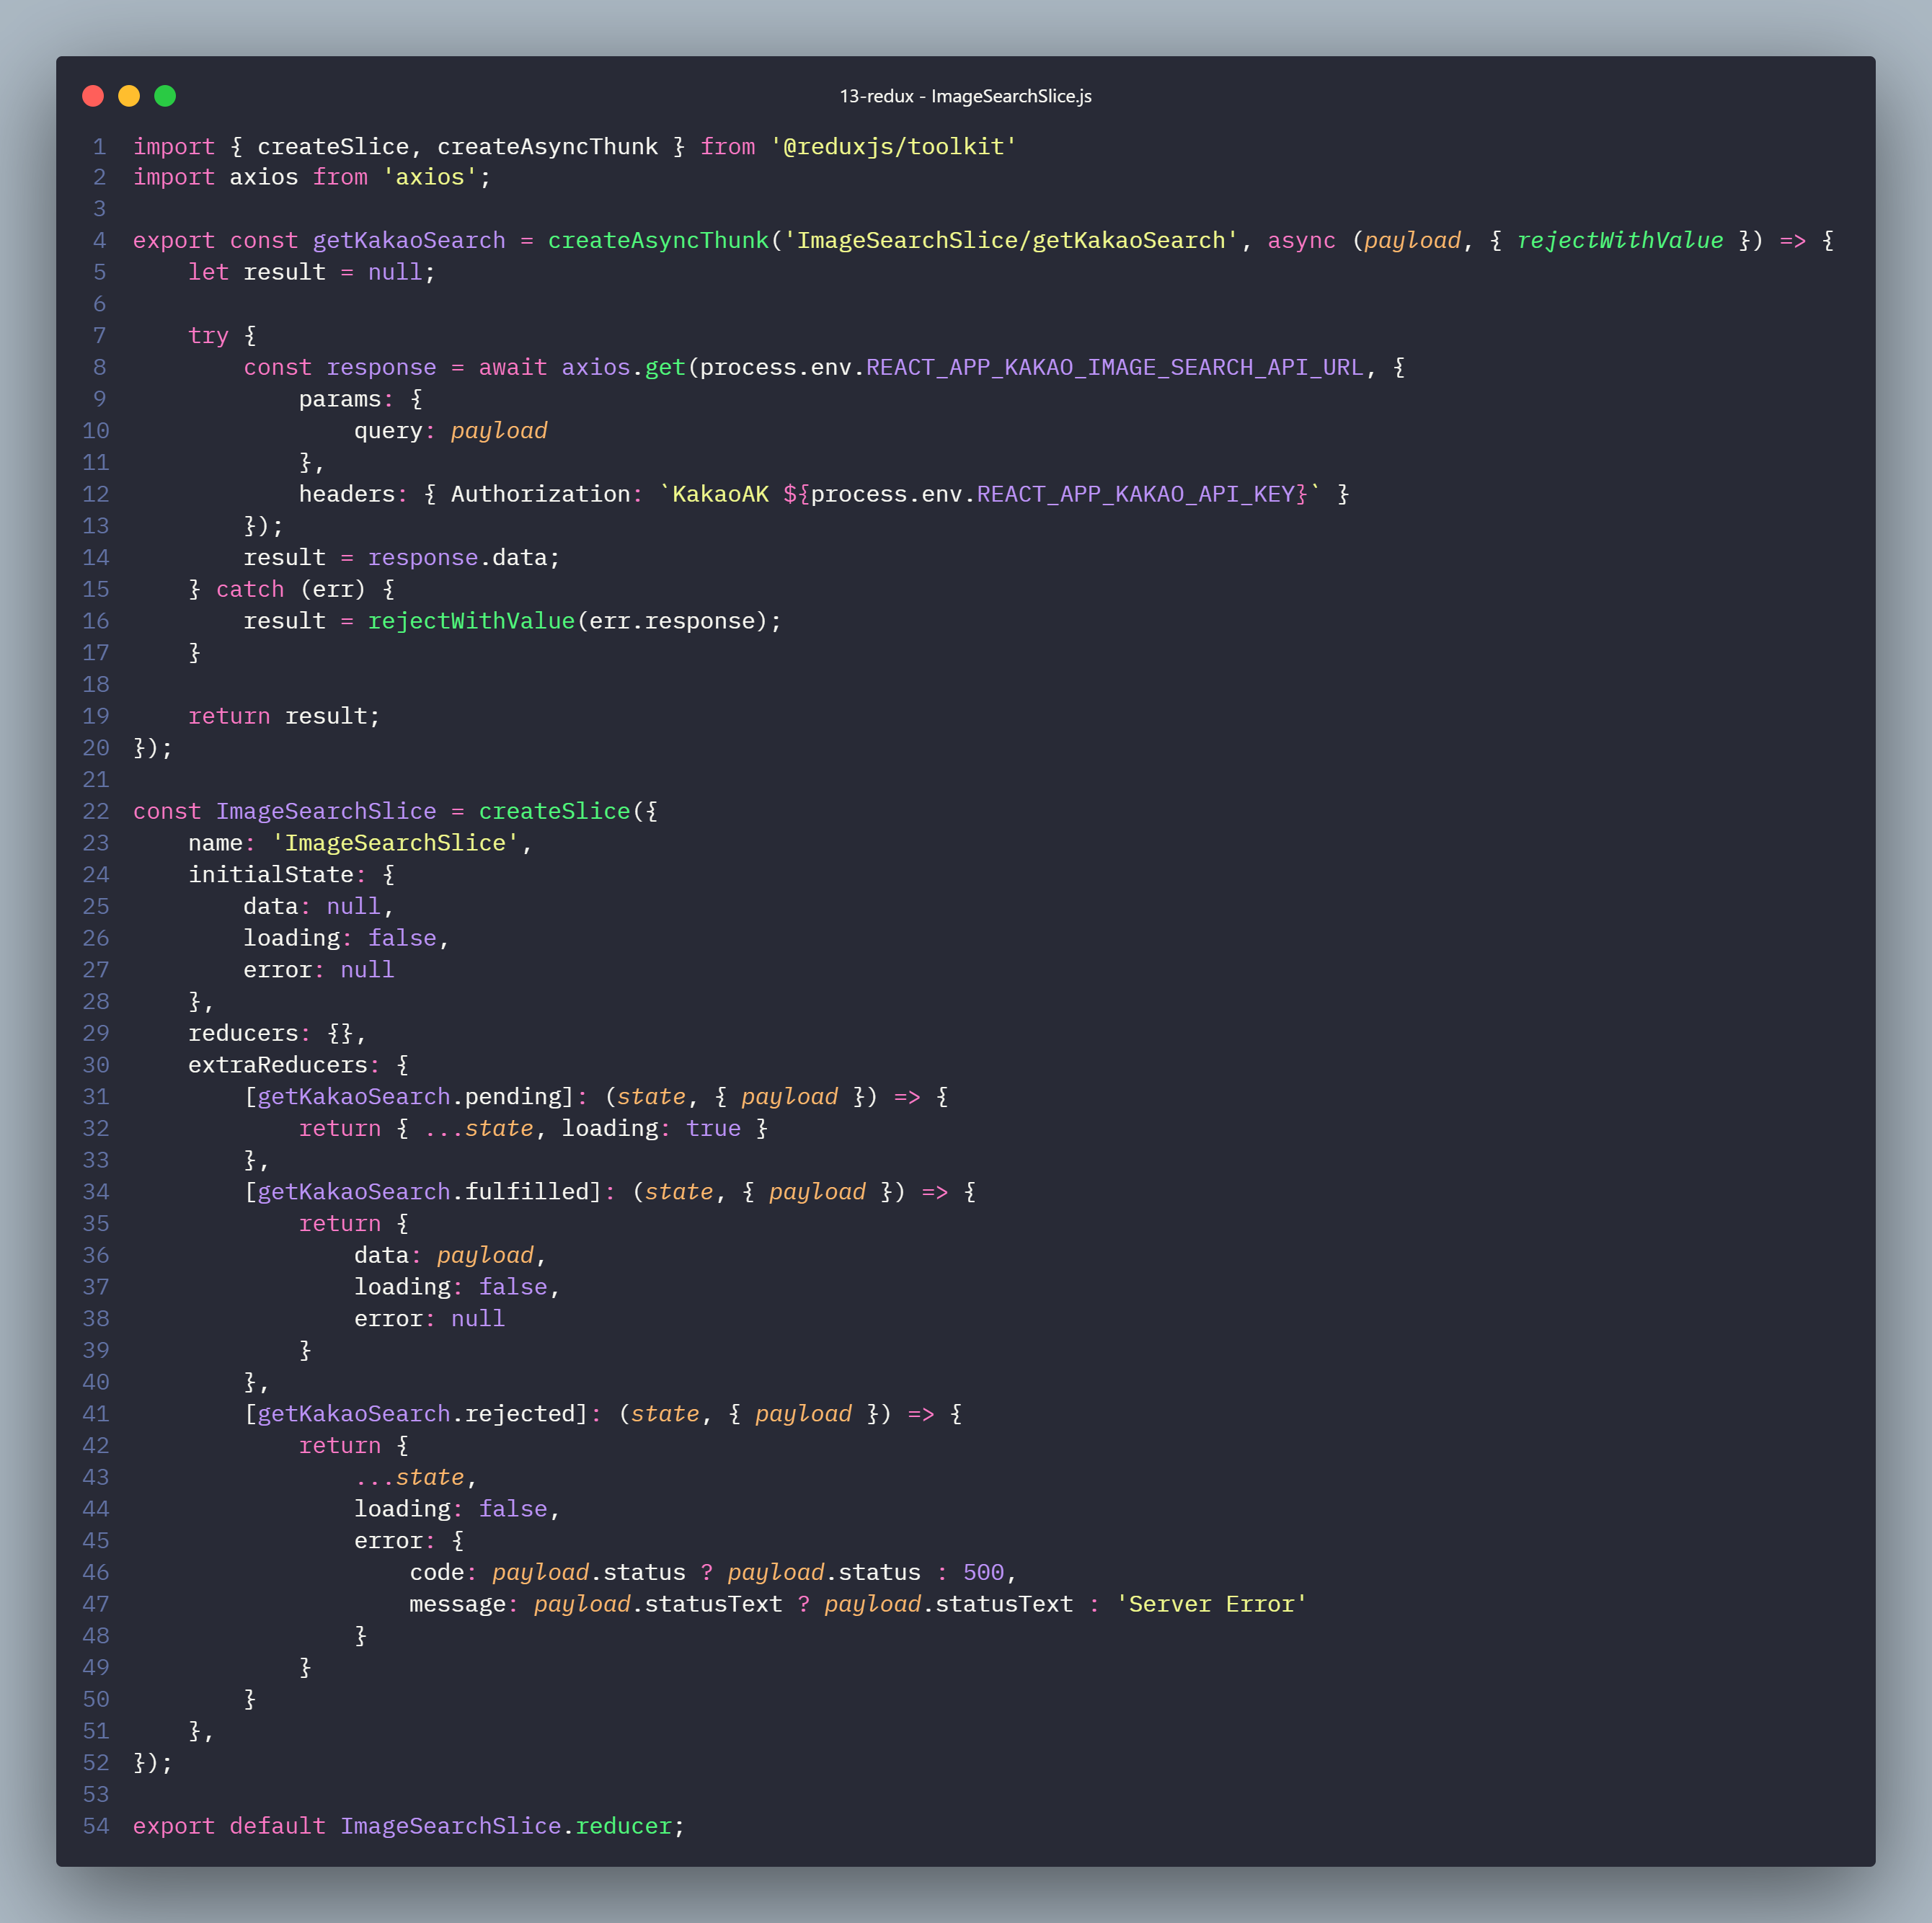 13-redux - ImageSearchSlice.js
1 import { createSlice, createAsyncThunk } from '@reduxjs/toolkit'
2 import axios from 'axios';
3
4 export const getKakaoSearch = createAsyncThunk('ImageSearchSlice/getKakaoSearch', async (payload, { rejectWithValue }) => {
5     let result = null;
6
7     try {
8         const response = await axios.get(process.env.REACT_APP_KAKAO_IMAGE_SEARCH_API_URL, {
9             params: {
10                 query: payload
11             },
12             headers: { Authorization: `KakaoAK ${process.env.REACT_APP_KAKAO_API_KEY}` }
13         });
14         result = response.data;
15     } catch (err) {
16         result = rejectWithValue(err.response);
17     }
18
19     return result;
20 });
21
22 const ImageSearchSlice = createSlice({
23     name: 'ImageSearchSlice',
24     initialState: {
25         data: null,
26         loading: false,
27         error: null
28     },
29     reducers: {},
30     extraReducers: {
31         [getKakaoSearch.pending]: (state, { payload }) => {
32             return { ...state, loading: true }
33         },
34         [getKakaoSearch.fulfilled]: (state, { payload }) => {
35             return {
36                 data: payload,
37                 loading: false,
38                 error: null
39             }
40         },
41         [getKakaoSearch.rejected]: (state, { payload }) => {
42             return {
43                 ...state,
44                 loading: false,
45                 error: {
46                     code: payload.status ? payload.status : 500,
47                     message: payload.statusText ? payload.statusText : 'Server Error'
48                 }
49             }
50         }
51     },
52 });
53
54 export default ImageSearchSlice.reducer;